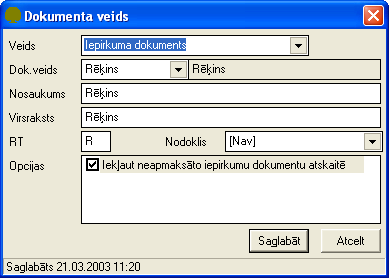 Dokumenta veids
Veids Iepirkuma dokuments
Dok.veids Rēķins Rēķins
Nosaukums Rēķins
Virsraksts Rēķins
RT R Nodoklis [Nav]
Opcijas Iekļaut neapmaksāto iepirkumu dokumentu atskaitē
Saglabāt Atcelt
Saglabāts 21.03.2003 11:20